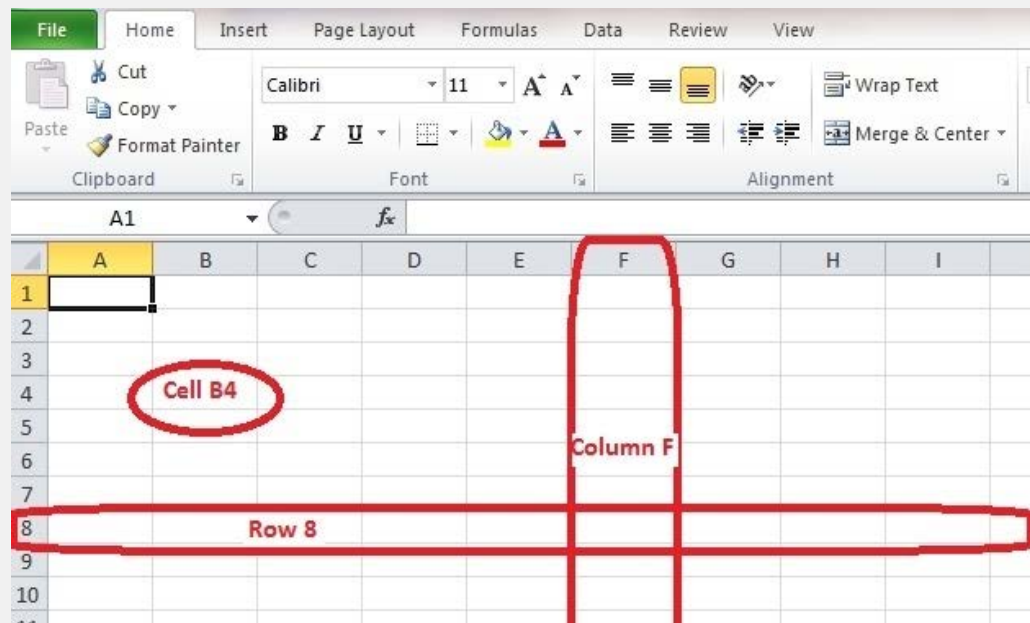 File Home Insert Page Layout Formulas Data Review View
Cut
Calibri 11 A A Wrap Text
Copy
Paste
Format Painter B I U A Merge & Center
Clipboard Font Alignment
A1 fx
A B C D E F G H I
1
2
3
4 Cell B4
5
6 Column F
7
8 Row 8
9
10